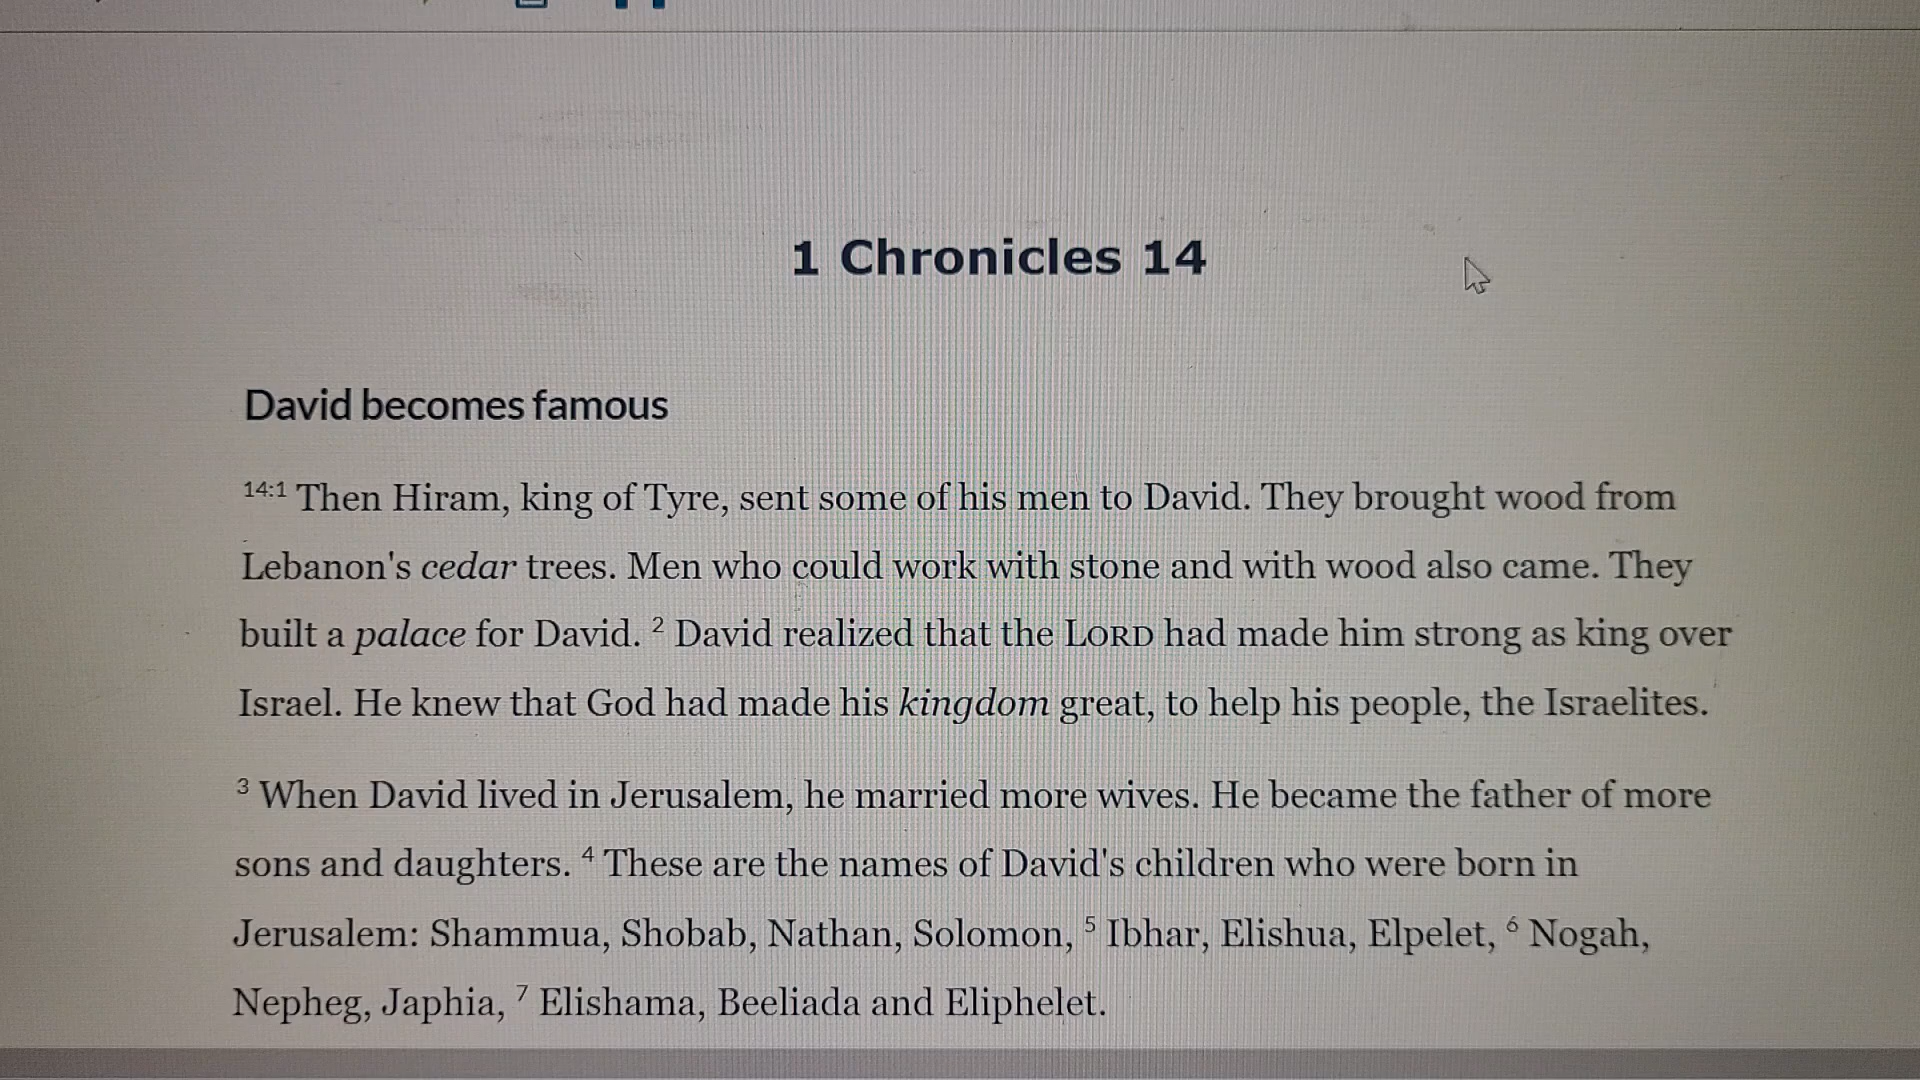 1 Chronicles 14
David becomes famous
14:1 Then Hiram, king of Tyre, sent some of his men to David. They brought wood from
Lebanon's cedar trees. Men who could work with stone and with wood also came. They
built a palace for David. 2 David realized that the LORD had made him strong as king over
Israel. He knew that God had made his kingdom great, to help his people, the Israelites.
3 When David lived in Jerusalem, he married more wives. He became the father of more
sons and daughters. 4 These are the names of David's children who were born in
Jerusalem: Shammua, Shobab, Nathan, Solomon, 5 Ibhar, Elishua, Elpelet, 6 Nogah,
Nepheg, Japhia, 7 Elishama, Beeliada and Eliphelet.